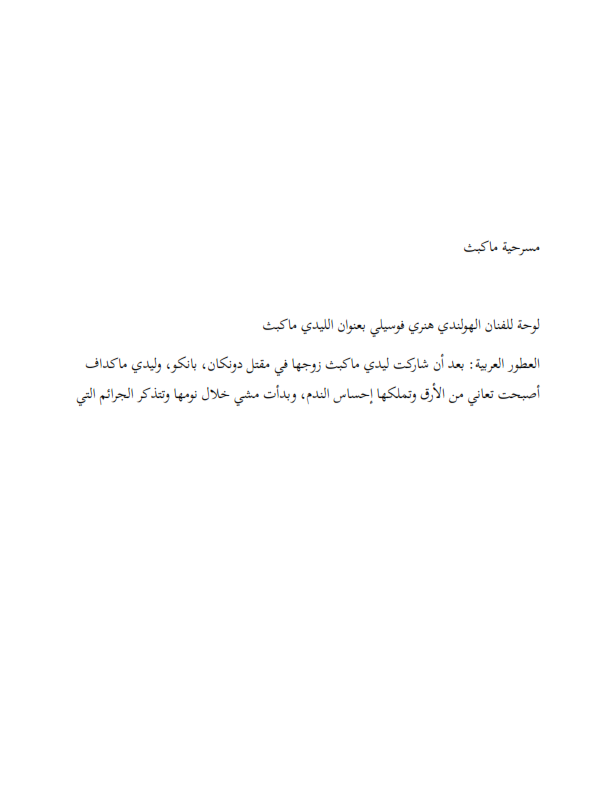 مسرحية ماكبث
لوحة للفنان الهولندي هنري فوسيلي بعنوان الليدي ماكبث
العطور العربية: بعد أن شاركت ليدي ماكبث زوجها في مقتل دونكان، بانكو، وليدي ماكداف
أصبحت تعاني من الأرق وتملكها إحساس الندم، وبدأت مشي خلال نومها وتتذكر الجرائم التي